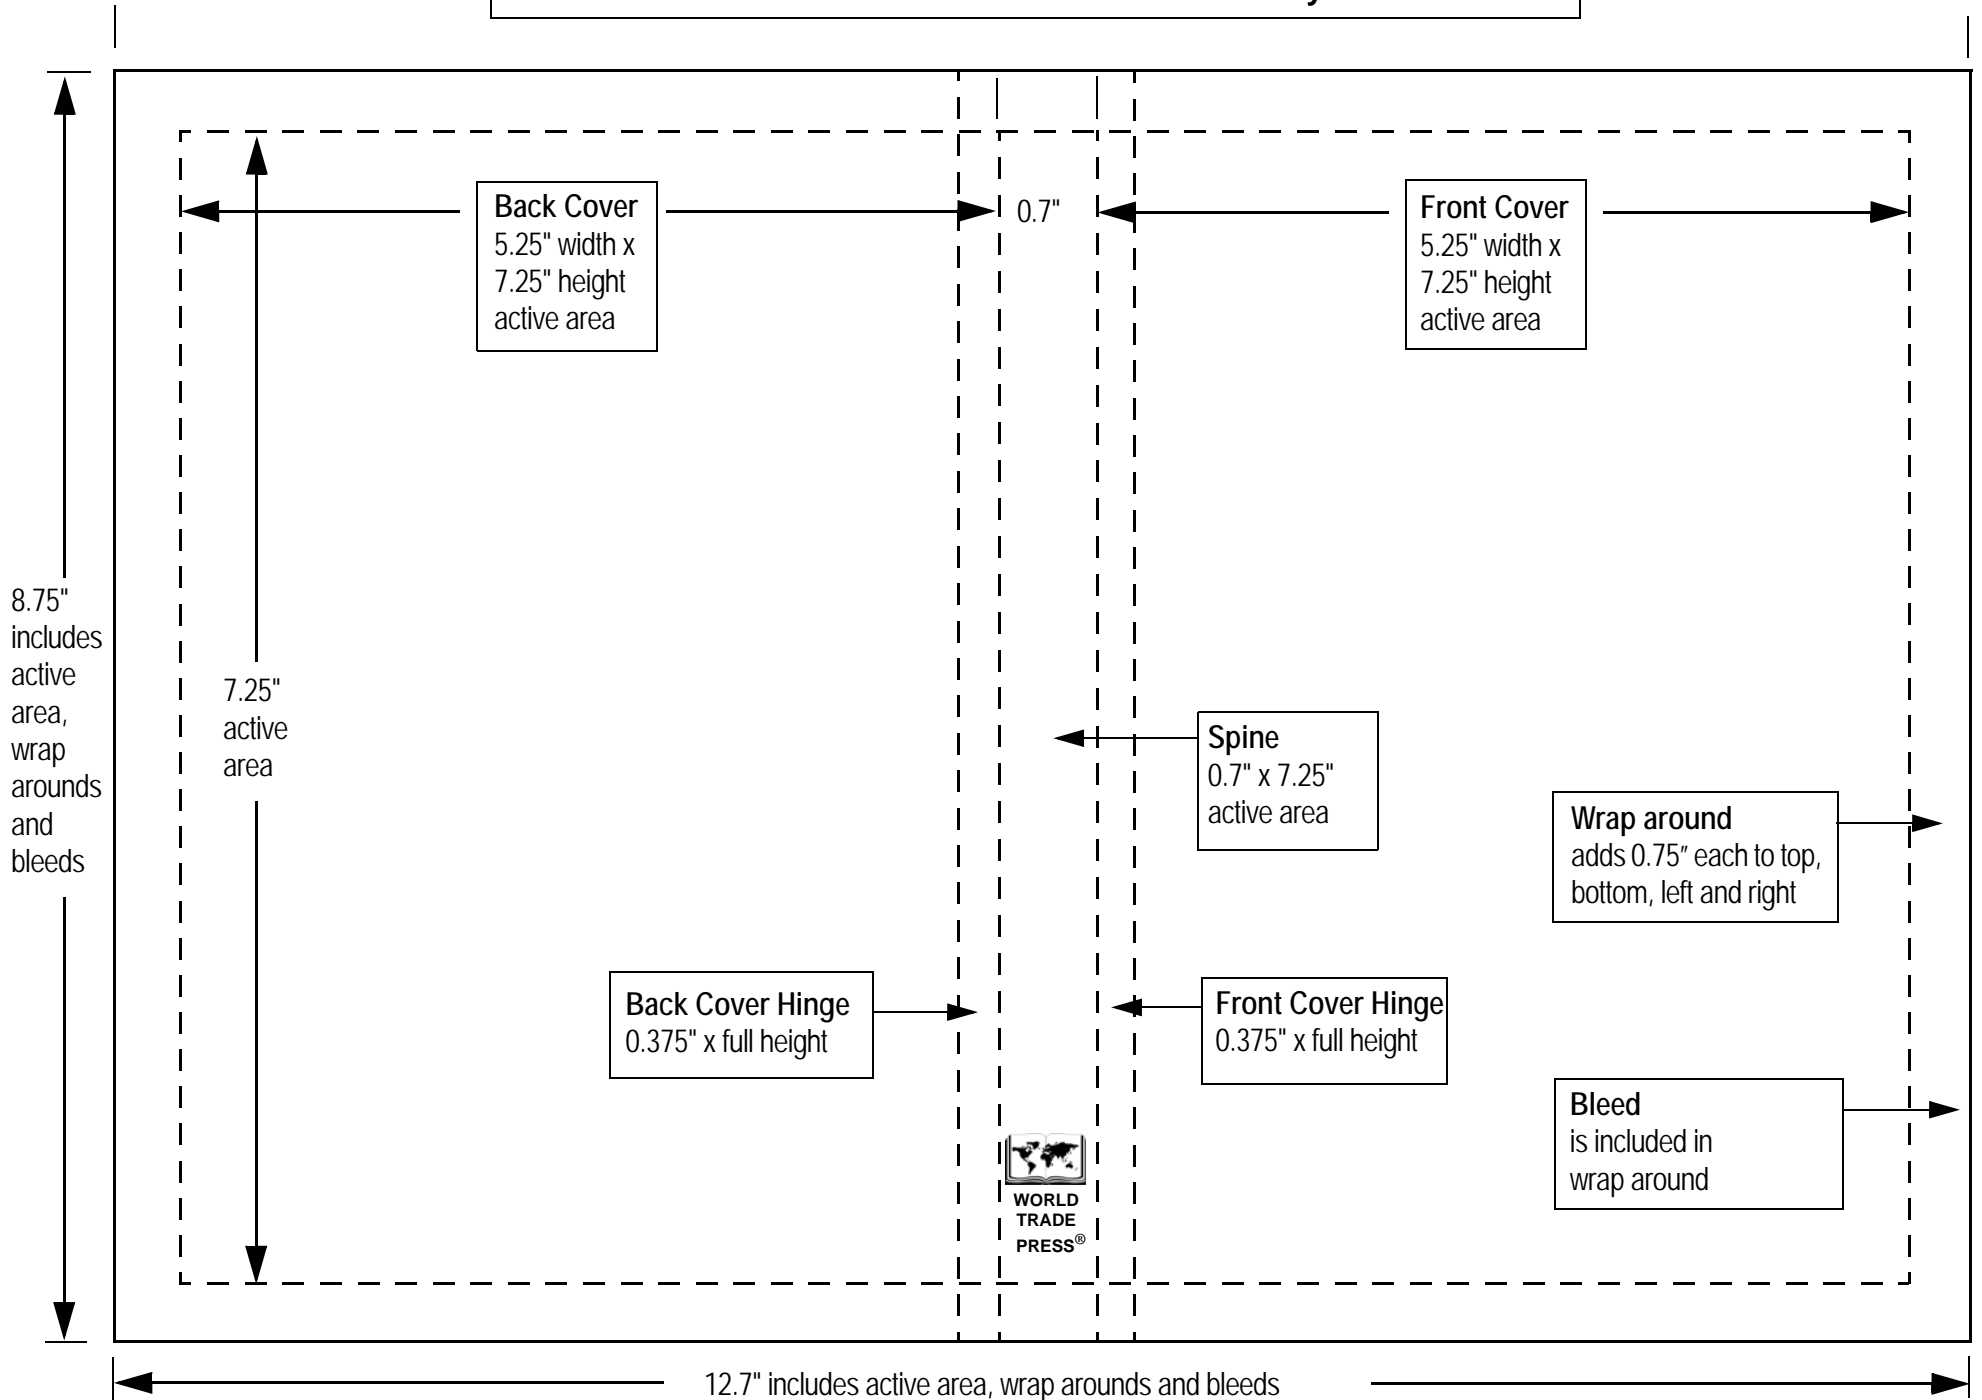 Back Cover
5.25" width x
7.25" height
active area
0.7"
Front Cover
5.25" width x
7.25" height
active area
8.75"
includes
active
area,
wrap
arounds
and
bleeds
7.25"
active
area
Spine
0.7" x 7.25"
active area
Wrap around
adds 0.75" each to top,
bottom, left and right
Back Cover Hinge
0.375" x full height
Front Cover Hinge
0.375" x full height
Bleed
is included in
wrap around
WORLD
TRADE
PRESS®
12.7" includes active area, wrap arounds and bleeds